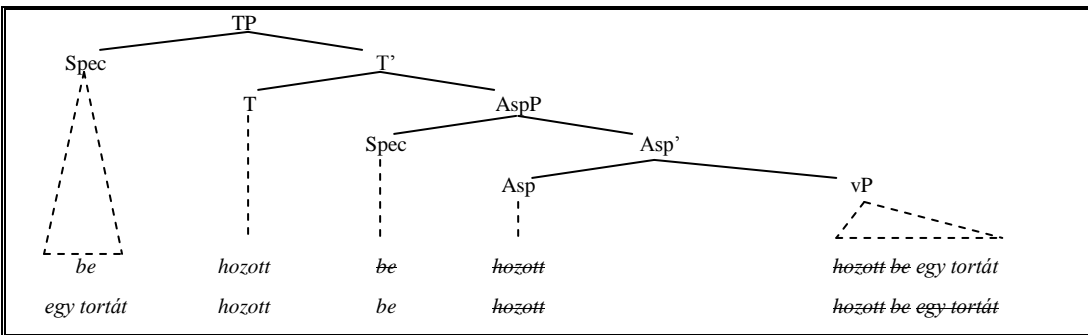 TP
Spec T’
T AspP
Spec Asp’
Asp vP
be hozott be hozott hozott be egy tortát
egy tortát hozott be hozott hozott be egy tortát